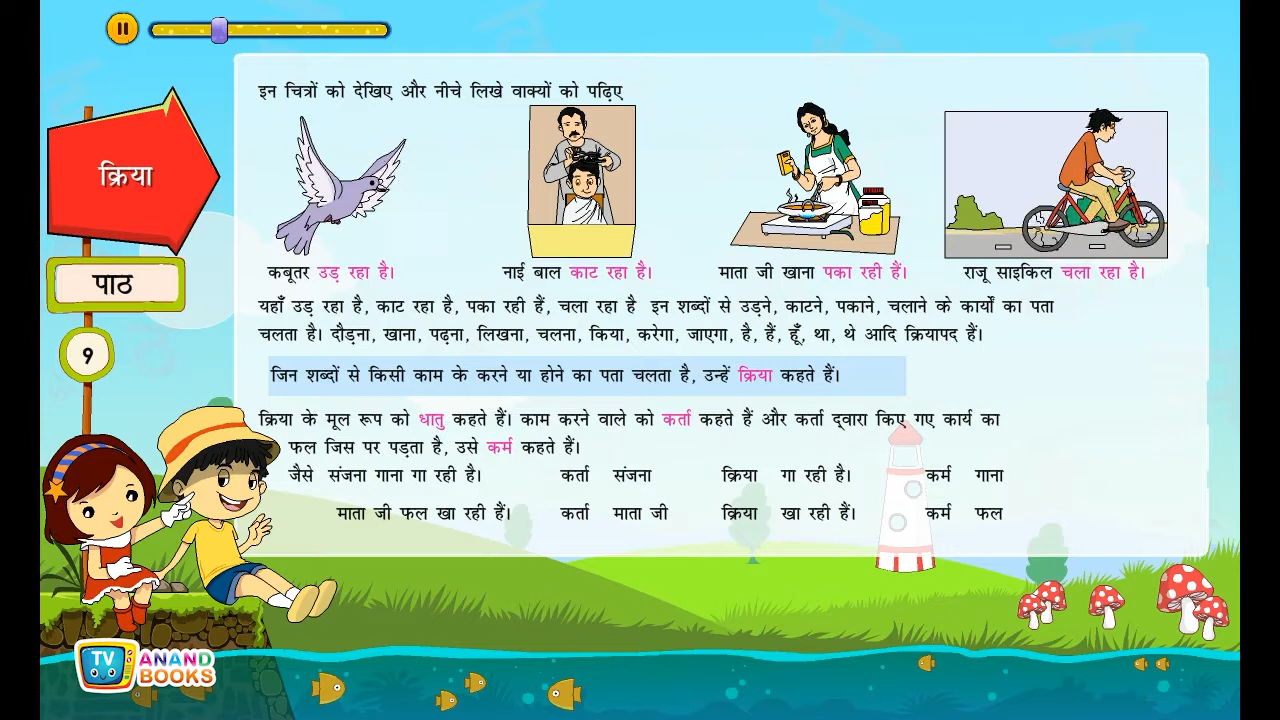 क्रिया
पाठ
९
इन चित्रों को देखिए और नीचे लिखे वाक्यों को पढ़िए
कबूतर उड़ रहा है।
नाई बाल काट रहा है।
माता जी खाना पका रही हैं।
राजू साइकिल चला रहा है।
यहाँ उड़ रहा है, काट रहा है, पका रही हैं, चला रहा है इन शब्दों से उड़ने, काटने, पकाने, चलाने के कार्यों का पता
चलता है। दौड़ना, खाना, पढ़ना, लिखना, चलना, किया, करेगा, जाएगा, है, हैं, हूँ, था, थे आदि क्रियापद हैं।
जिन शब्दों से किसी काम के करने या होने का पता चलता है, उन्हें क्रिया कहते हैं।
क्रिया के मूल रूप को धातु कहते हैं। काम करने वाले को कर्ता कहते हैं और कर्ता द्वारा किए गए कार्य का
फल जिस पर पड़ता है, उसे कर्म कहते हैं।
जैसे संजना गाना गा रही है। कर्ता संजना क्रिया गा रही है। कर्म गाना
माता जी फल खा रही हैं। कर्ता माता जी क्रिया खा रही हैं। कर्म फल
TV ANAND
BOOKS